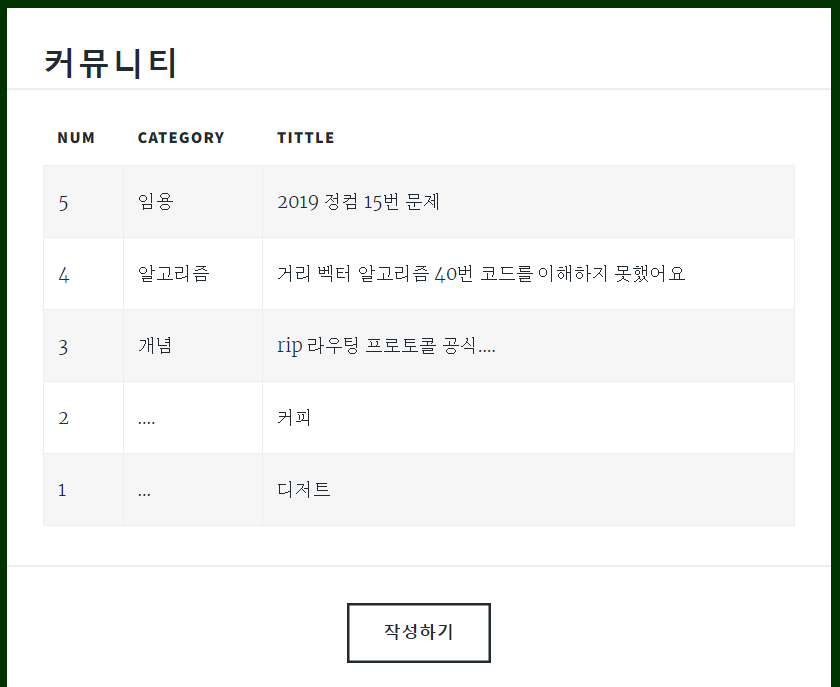 커뮤니티
NUM CATEGORY TITTLE
5 임용 2019 정컴 15번 문제
4 알고리즘 거리 벡터 알고리즘 40번 코드를 이해하지 못했어요
3 개념 rip 라우팅 프로토콜 공식....
2 .... 커피
1 ... 디저트
작성하기